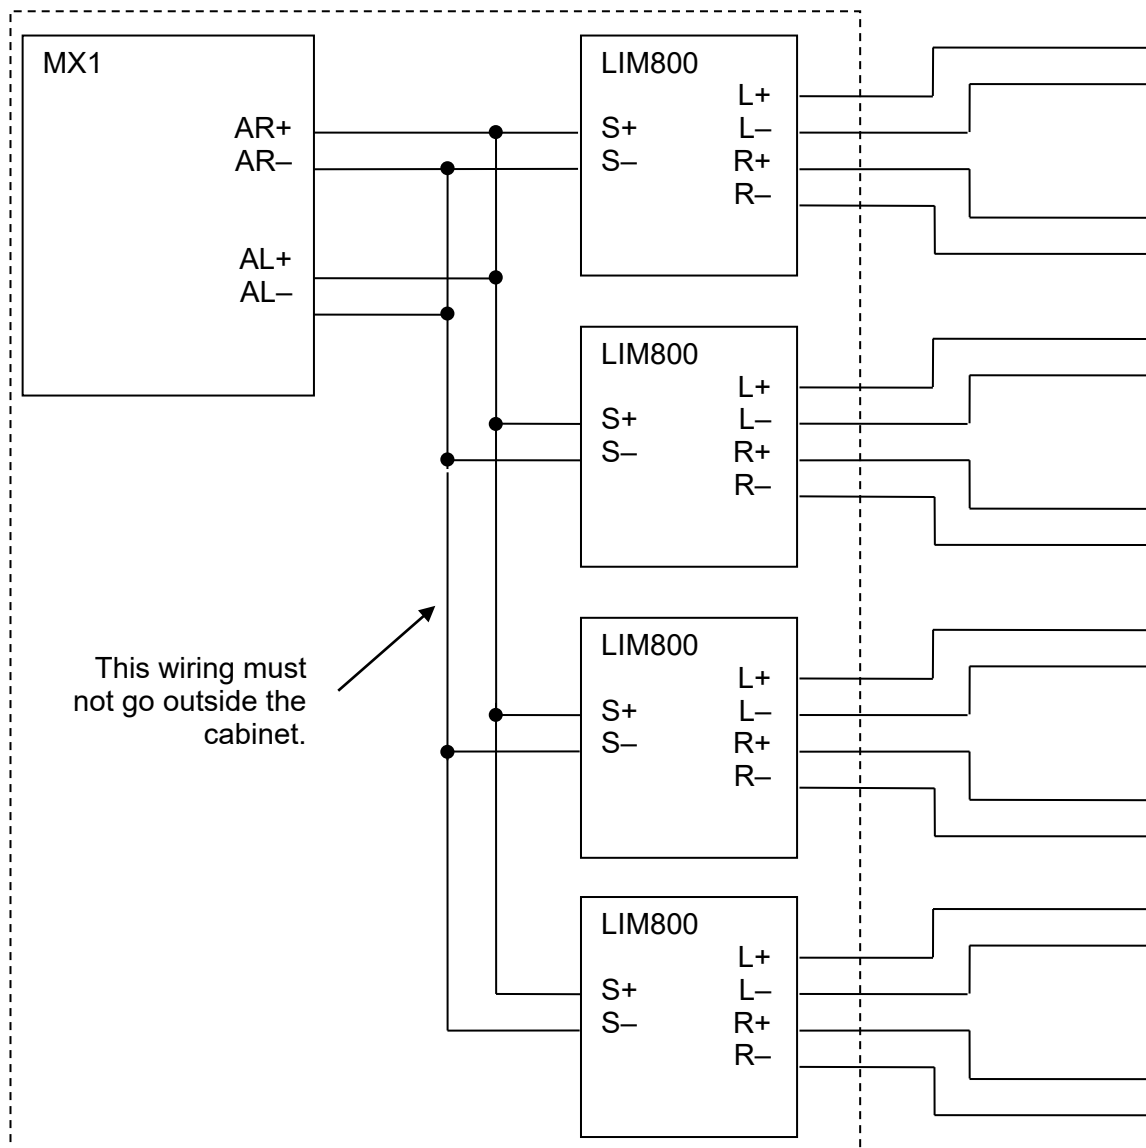 MX1
AR+
AR–
AL+
AL–
LIM800
L+
S+ L–
S– R+
R–
LIM800
L+
S+ L–
S– R+
R–
This wiring must
not go outside the
cabinet.
LIM800
L+
S+ L–
S– R+
R–
LIM800
L+
S+ L–
S– R+
R–